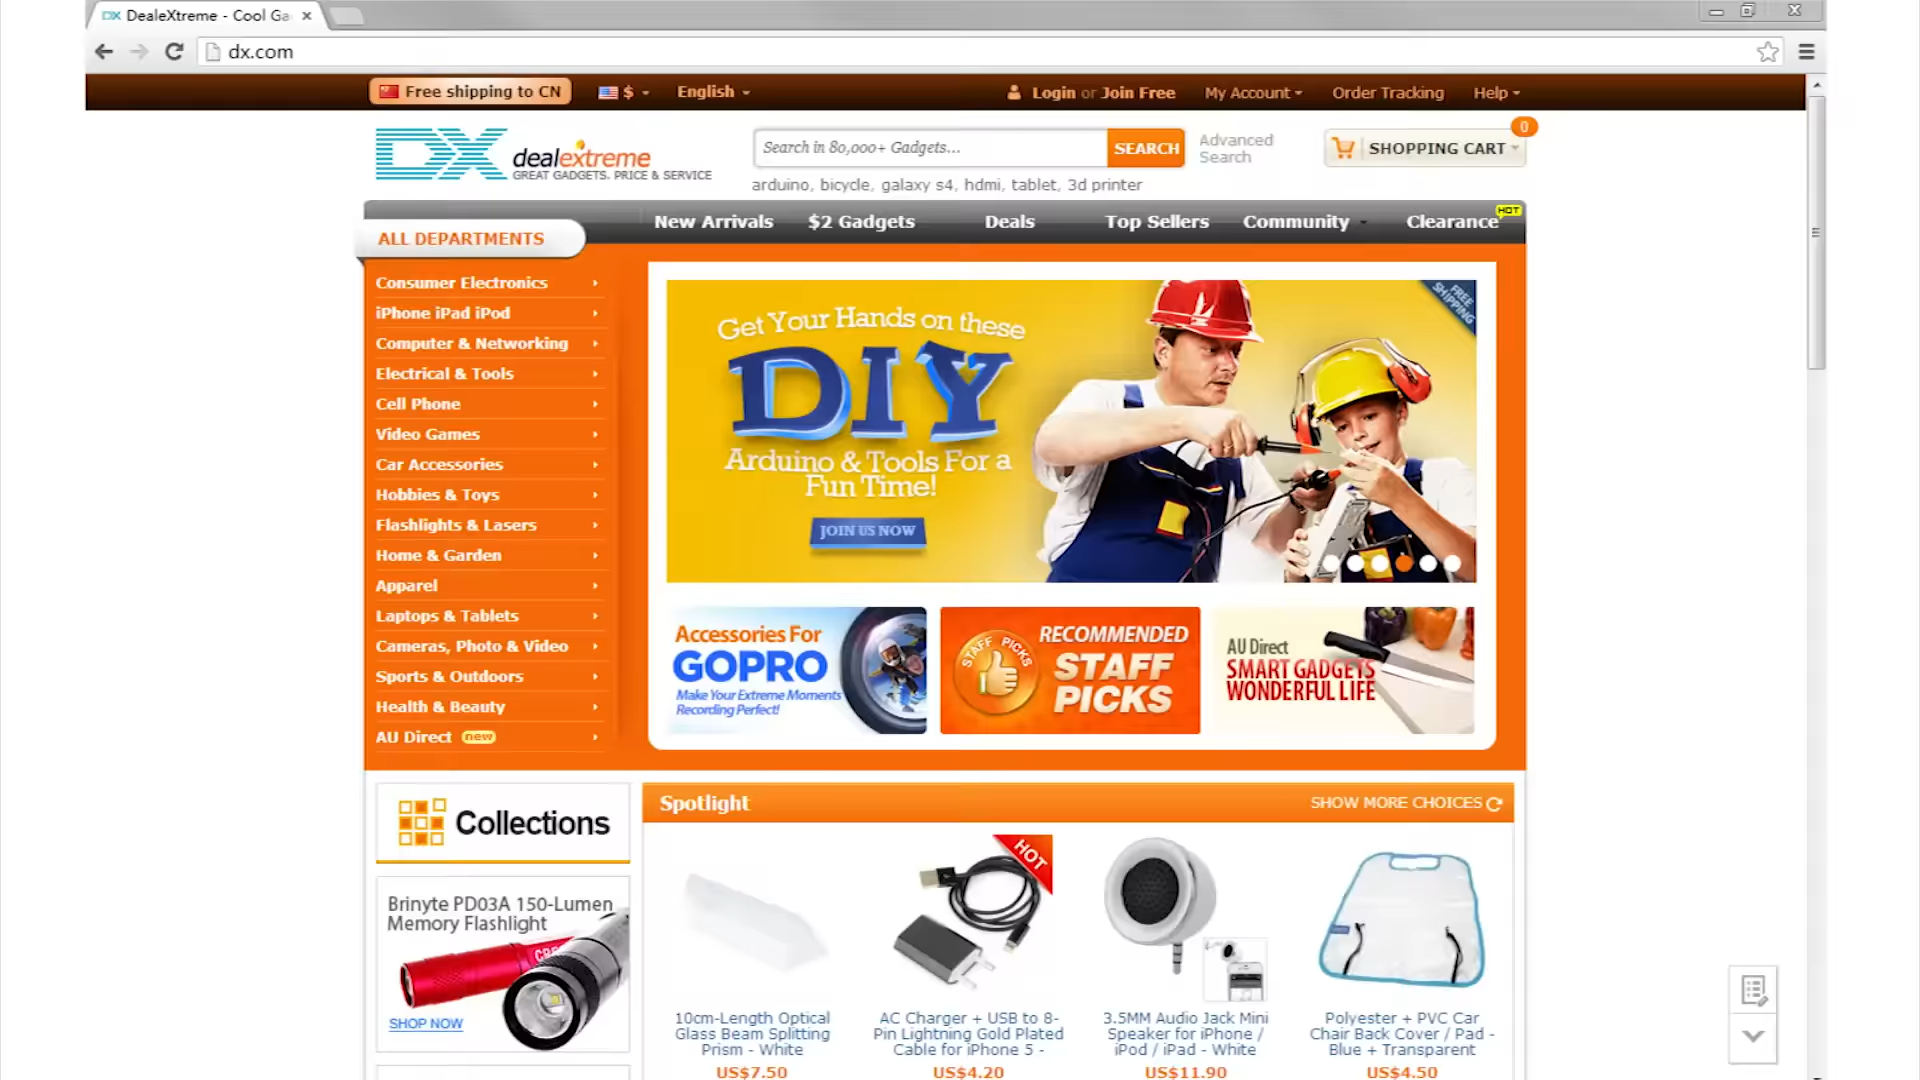 DX DealeXtreme - Cool Ga
dx.com
Free shipping to CN
$
English
Login or Join Free
My Account
Order Tracking
Help
DX dealextreme
GREAT GADGETS. PRICE & SERVICE
Search in 80,000+ Gadgets...
SEARCH
Advanced
Search
0
SHOPPING CART
arduino, bicycle, galaxy s4, hdmi, tablet, 3d printer
ALL DEPARTMENTS
New Arrivals
$2 Gadgets
Deals
Top Sellers
Community
Clearance
HOT
Consumer Electronics
iPhone iPad iPod
Computer & Networking
Electrical & Tools
Cell Phone
Video Games
Car Accessories
Hobbies & Toys
Flashlights & Lasers
Home & Garden
Apparel
Laptops & Tablets
Cameras, Photo & Video
Sports & Outdoors
Health & Beauty
AU Direct new
Get Your Hands on these
DIY
Arduino & Tools For a
Fun Time!
JOIN US NOW
FREE
SHIPPING
Accessories For
GOPRO
Make Your Extreme Moments
Recording Perfect!
STAFF PICKS
RECOMMENDED
STAFF
PICKS
AU Direct
SMART GADGETS
WONDERFUL LIFE
Collections
Brinyte PD03A 150-Lumen
Memory Flashlight
SHOP NOW
Spotlight
SHOW MORE CHOICES
HOT
10cm-Length Optical
Glass Beam Splitting
Prism - White
US$7.50
AC Charger + USB to 8-
Pin Lightning Gold Plated
Cable for iPhone 5 -
US$4.20
3.5MM Audio Jack Mini
Speaker for iPhone /
iPod / iPad - White
US$11.90
Polyester + PVC Car
Chair Back Cover / Pad -
Blue + Transparent
US$4.50